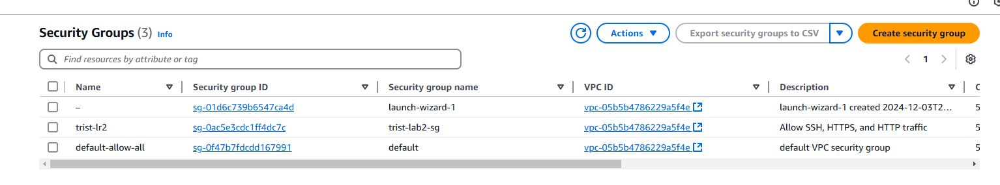 Security Groups (3) Info
Actions
Export security groups to CSV
Create security group
Find resources by attribute or tag
1
Name Security group ID Security group name VPC ID Description
– sg-01d6c739b6547ca4d launch-wizard-1 vpc-05b5b4786229a5f4e launch-wizard-1 created 2024-12-03T2... 5
trist-lr2 sg-0ac5e3cdc1ff4dc7c trist-lab2-sg vpc-05b5b4786229a5f4e Allow SSH, HTTPS, and HTTP traffic 5
default-allow-all sg-0f47b7fdcdd167991 default vpc-05b5b4786229a5f4e default VPC security group 5